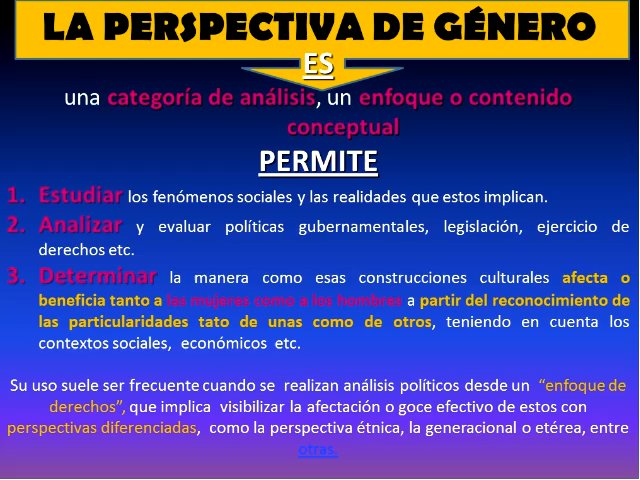 LA PERSPECTIVA DE GÉNERO
ES
una categoría de análisis, un enfoque o contenido
conceptual
PERMITE
1. Estudiar los fenómenos sociales y las realidades que estos implican.
2. Analizar y evaluar políticas gubernamentales, legislación, ejercicio de
derechos etc.
3. Determinar la manera como esas construcciones culturales afecta o
beneficia tanto a las mujeres como a los hombres a partir del reconocimiento de
las particularidades tato de unas como de otros, teniendo en cuenta los
contextos sociales, económicos etc.
Su uso suele ser frecuente cuando se realizan análisis políticos desde un “enfoque de
derechos”, que implica visibilizar la afectación o goce efectivo de estos con
perspectivas diferenciadas, como la perspectiva étnica, la generacional o etérea, entre
otras.